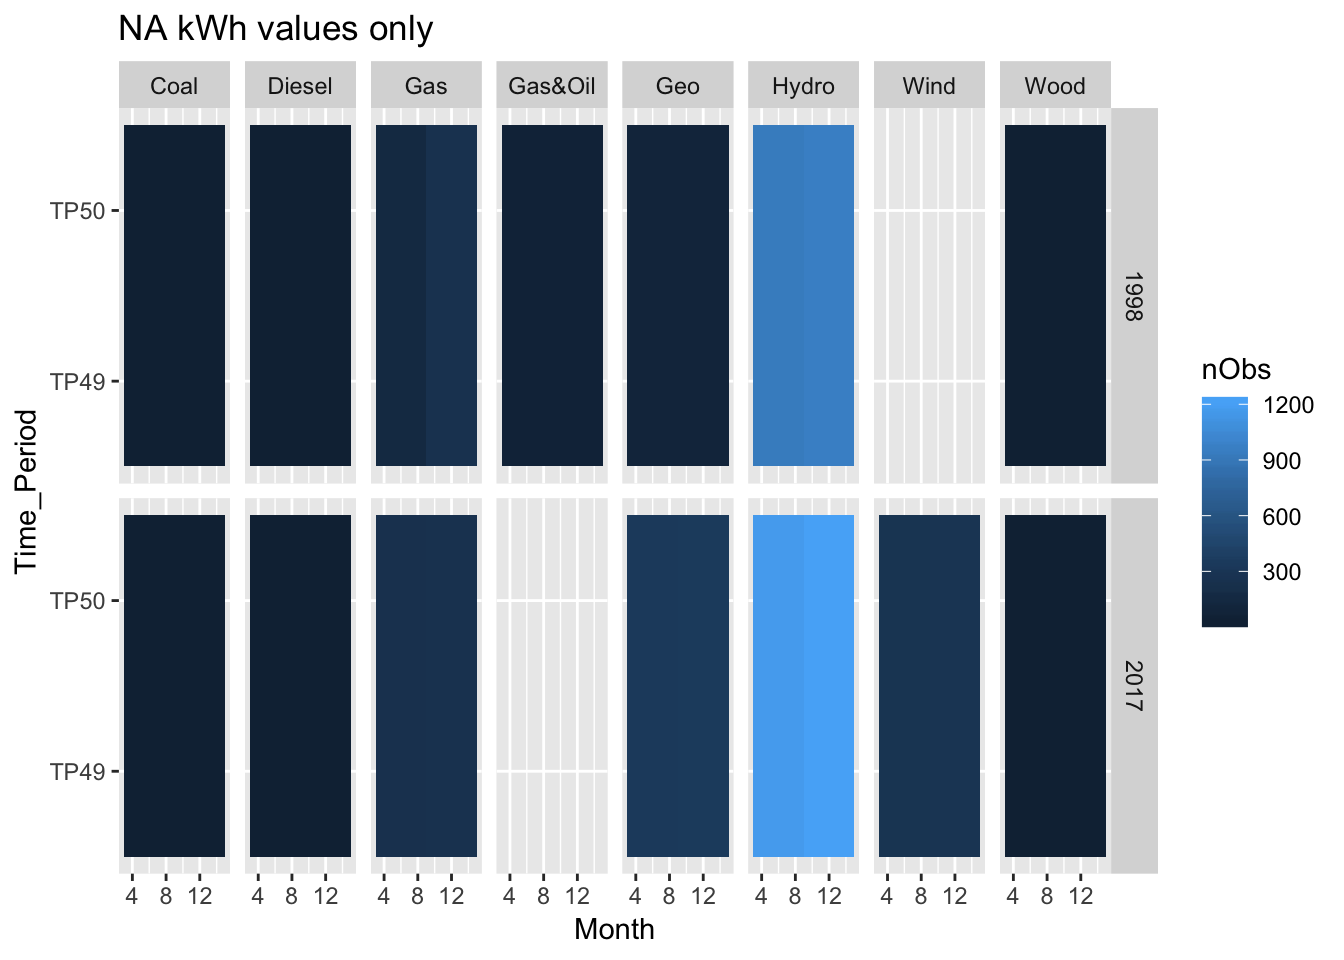 NA kWh values only
Coal Diesel Gas Gas&Oil Geo Hydro Wind Wood
TP50
TP49
1998
TP50
TP49
2017
Time_Period
4 8 12 4 8 12 4 8 12 4 8 12 4 8 12 4 8 12 4 8 12 4 8 12
Month
nObs
1200
900
600
300